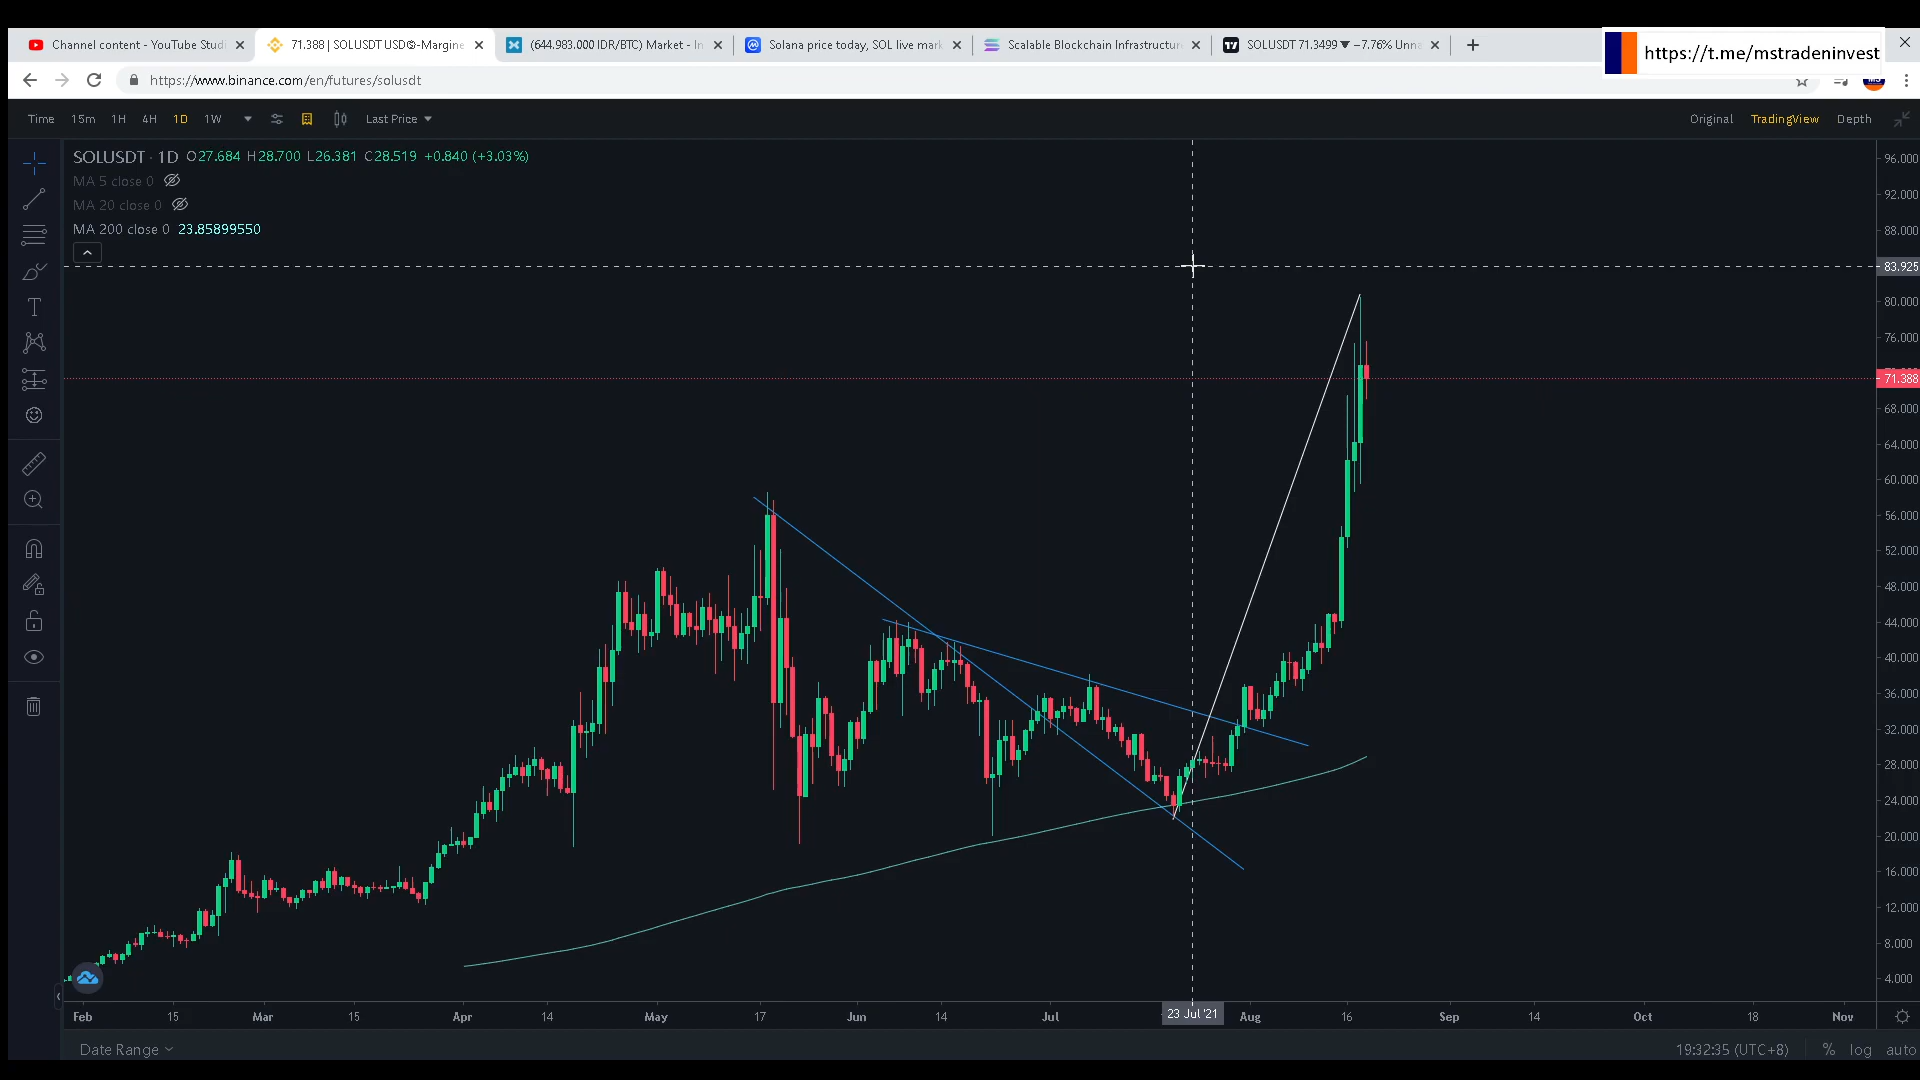 Channel content - YouTube Studi
71.388 | SOLUSDT USDⓈ-Margine
(644.983.000 IDR/BTC) Market - In
Solana price today, SOL live mark
Scalable Blockchain Infrastructur
SOLUSDT 71.3499 ▼ −7.76% Unna
https://t.me/mstradeninvest
https://www.binance.com/en/futures/solusdt
Time 15m 1H 4H 1D 1W Last Price
Original TradingView Depth
SOLUSDT · 1D O27.684 H28.700 L26.381 C28.519 +0.840 (+3.03%)
MA 5 close 0
MA 20 close 0
MA 200 close 0 23.85899550
96.000
92.000
88.000
83.925
80.000
76.000
71.388
68.000
64.000
60.000
56.000
52.000
48.000
44.000
40.000
36.000
32.000
28.000
24.000
20.000
16.000
12.000
8.000
4.000
Feb 15 Mar 15 Apr 14 May 17 Jun 14 Jul 23 Jul '21 Aug 16 Sep 14 Oct 18 Nov
Date Range
19:32:35 (UTC+8) % log auto